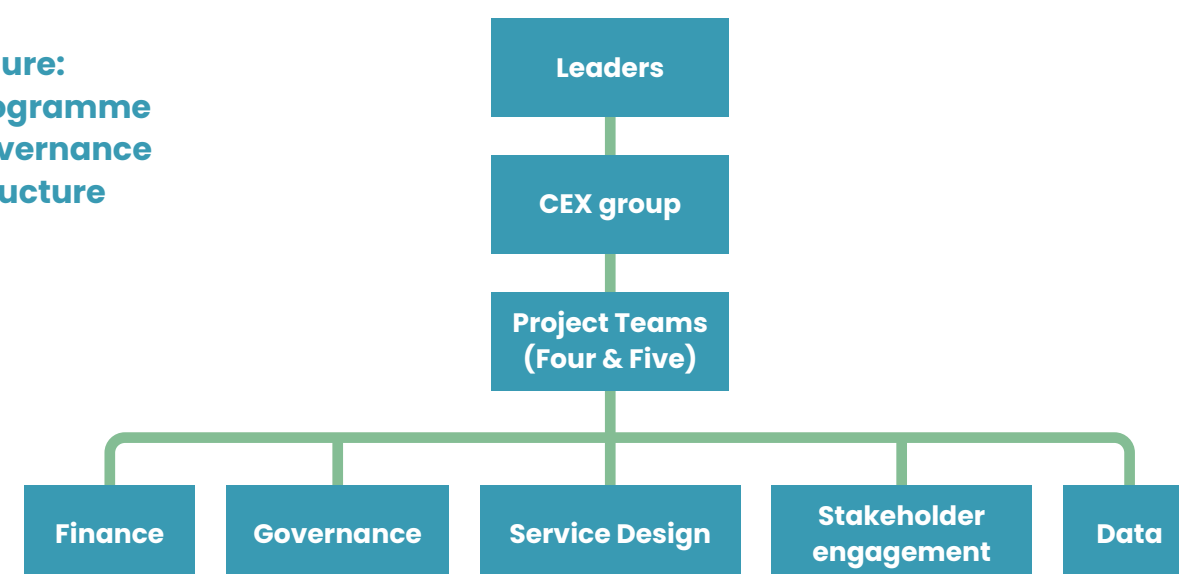 ure:
ogramme
vernance
ucture
Leaders
CEX group
Project Teams
(Four & Five)
Finance
Governance
Service Design
Stakeholder
engagement
Data